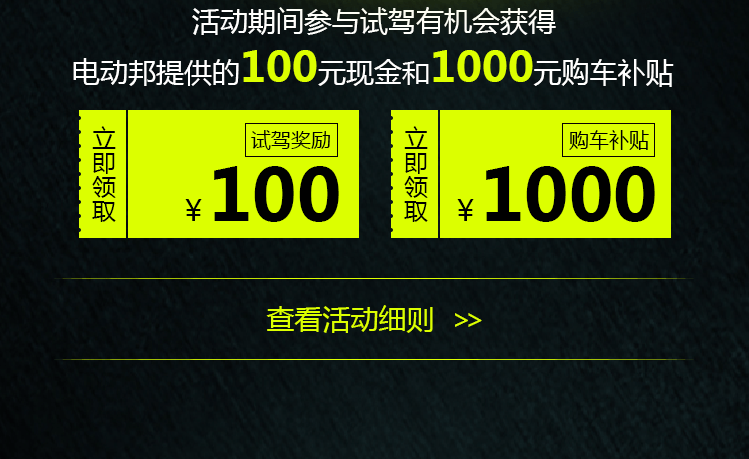 活动期间参与试驾有机会获得
电动邦提供的100元现金和1000元购车补贴
立即领取
试驾奖励
¥100
立即领取
购车补贴
¥1000
查看活动细则 >>